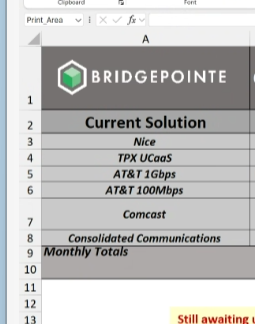 Clipboard
Font
Print_Area
fx
A
1
BRIDGEPOINTE
2
Current Solution
3
Nice
4
TPX UCaaS
5
AT&T 1Gbps
6
AT&T 100Mbps
7
Comcast
8
Consolidated Communications
9
Monthly Totals
10
11
12
13
Still awaiting